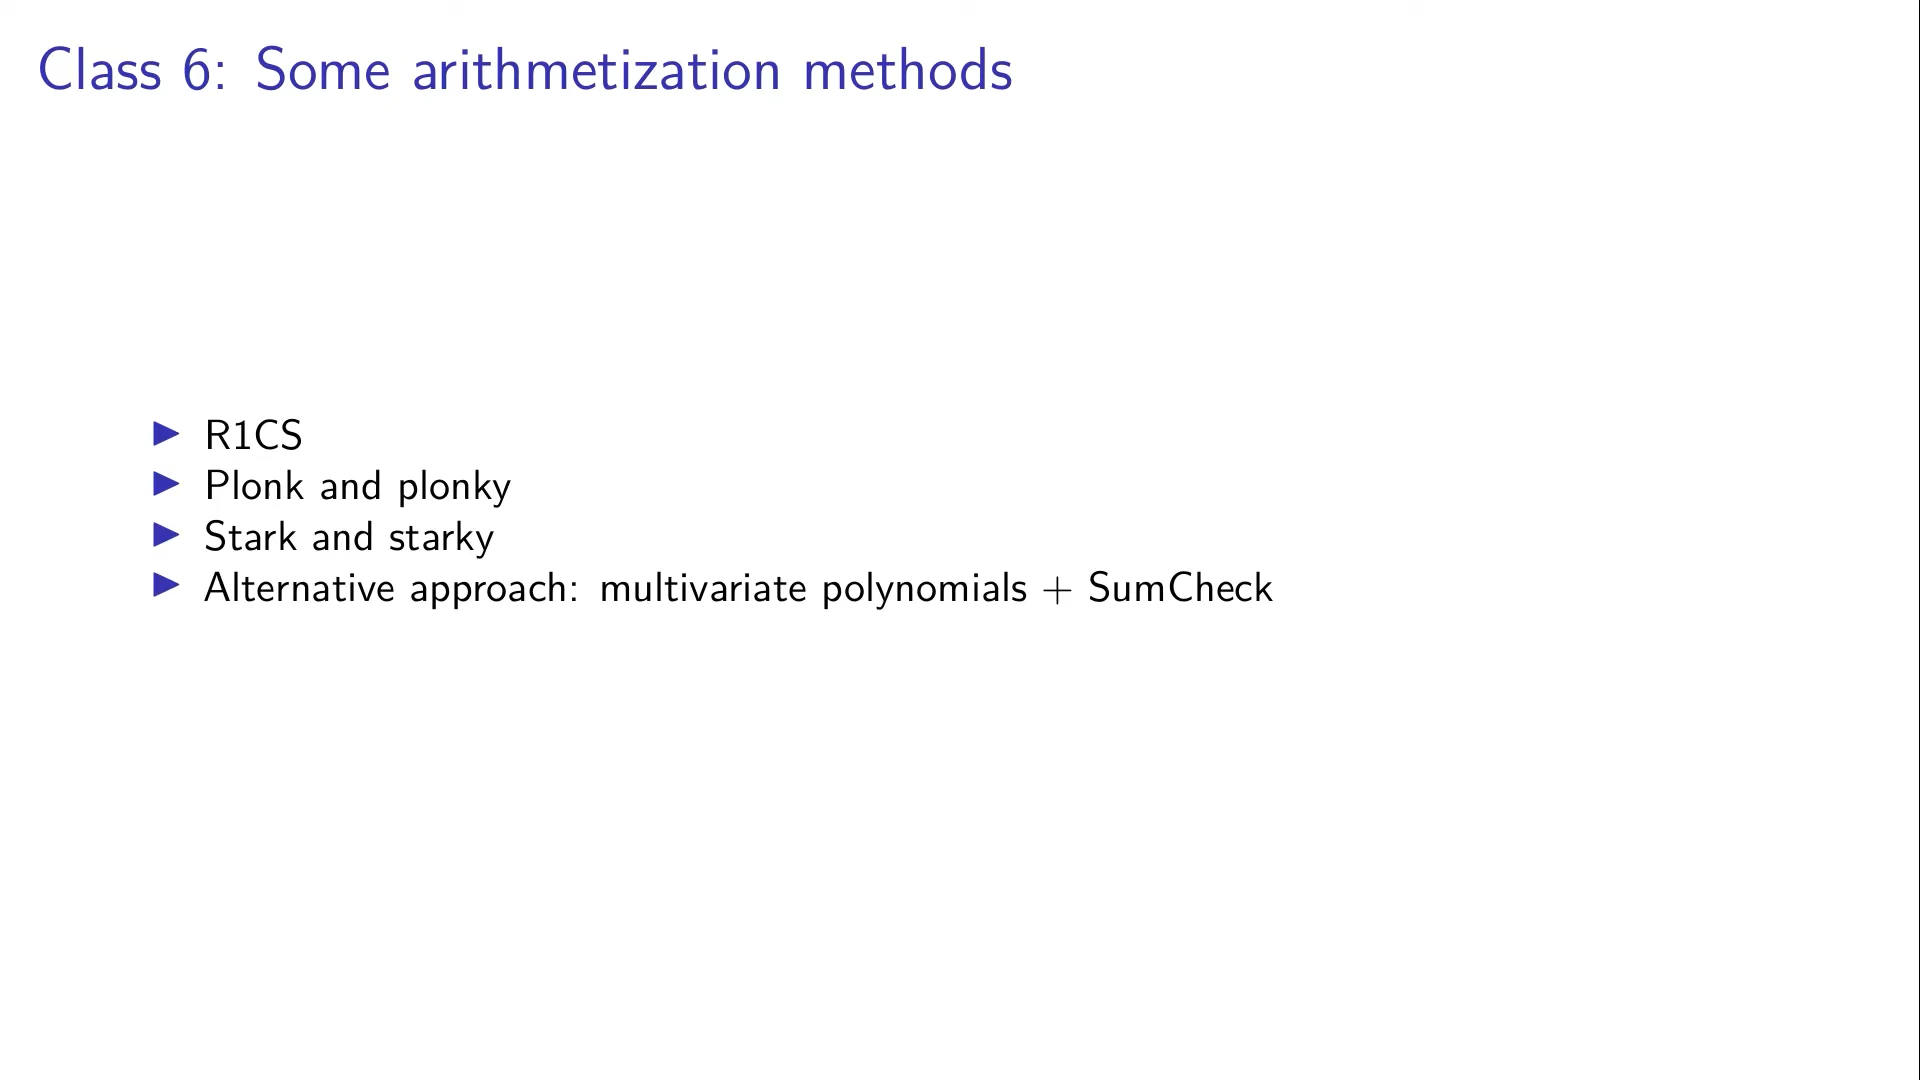 Class 6: Some arithmetization methods
▶ R1CS
▶ Plonk and plonky
▶ Stark and starky
▶ Alternative approach: multivariate polynomials + SumCheck